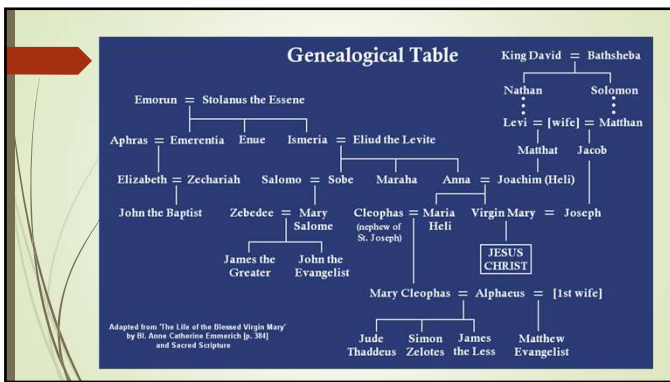 Genealogical Table
King David = Bathsheba
Nathan Solomon
Emorun = Stolanus the Essene
Levi = [wife] = Matthan
Aphras = Emerentia Enue Ismeria = Eliud the Levite
Matthat Jacob
Elizabeth = Zechariah Salomo = Sobe Maraha Anna = Joachim (Heli)
John the Baptist Zebedee = Mary Salome Cleophas = Maria Heli Virgin Mary = Joseph
(nephew of
St. Joseph)
James the
Greater
John the
Evangelist
JESUS
CHRIST
Mary Cleophas = Alphaeus = [1st wife]
Jude
Thaddeus
Simon
Zelotes
James
the Less
Matthew
Evangelist
Adapted from 'The Life of the Blessed Virgin Mary'
by Bl. Anne Catherine Emmerich [p. 384]
and Sacred Scripture